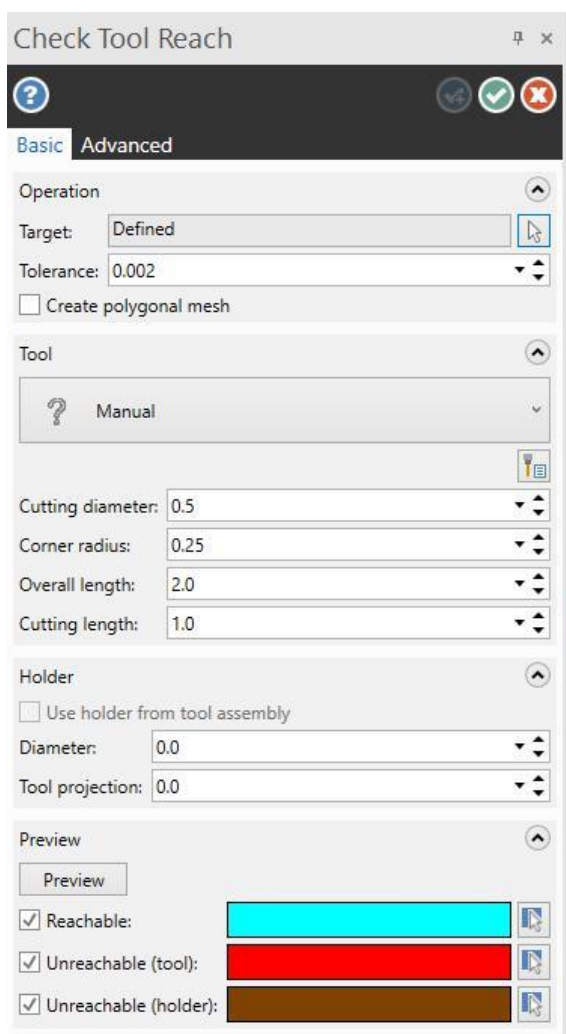 Check Tool Reach
Basic Advanced
Operation
Target: Defined
Tolerance: 0.002
Create polygonal mesh
Tool
? Manual
Cutting diameter: 0.5
Corner radius: 0.25
Overall length: 2.0
Cutting length: 1.0
Holder
Use holder from tool assembly
Diameter: 0.0
Tool projection: 0.0
Preview
Preview
Reachable:
Unreachable (tool):
Unreachable (holder):